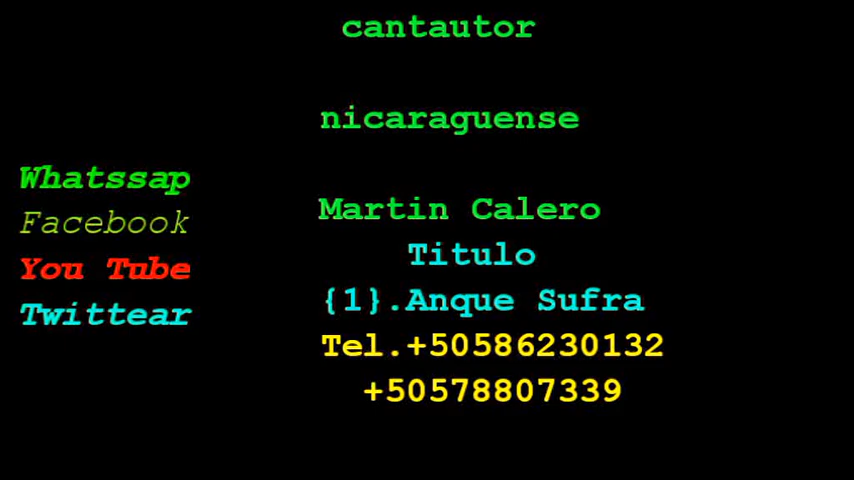 cantautor
nicaraguense
Whatssap
Facebook
You Tube
Twittear
Martin Calero
Titulo
{1}.Anque Sufra
Tel.+50586230132
+50578807339